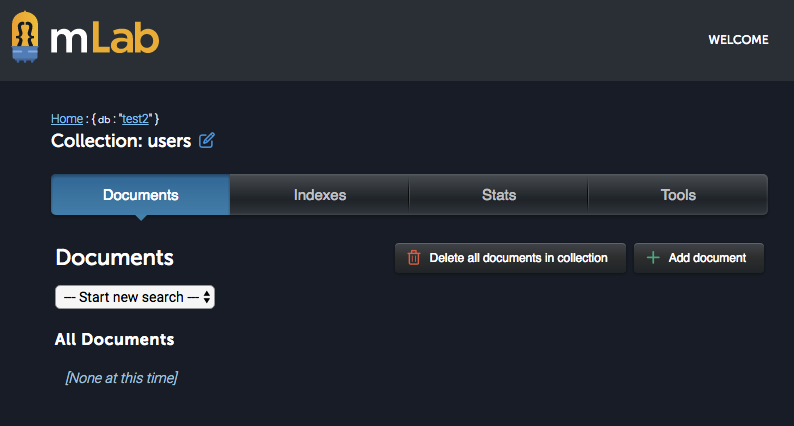 mLab
WELCOME
Home : { db : "test2" }
Collection: users
Documents
Indexes
Stats
Tools
Documents
Delete all documents in collection
Add document
--- Start new search ---
All Documents
[None at this time]